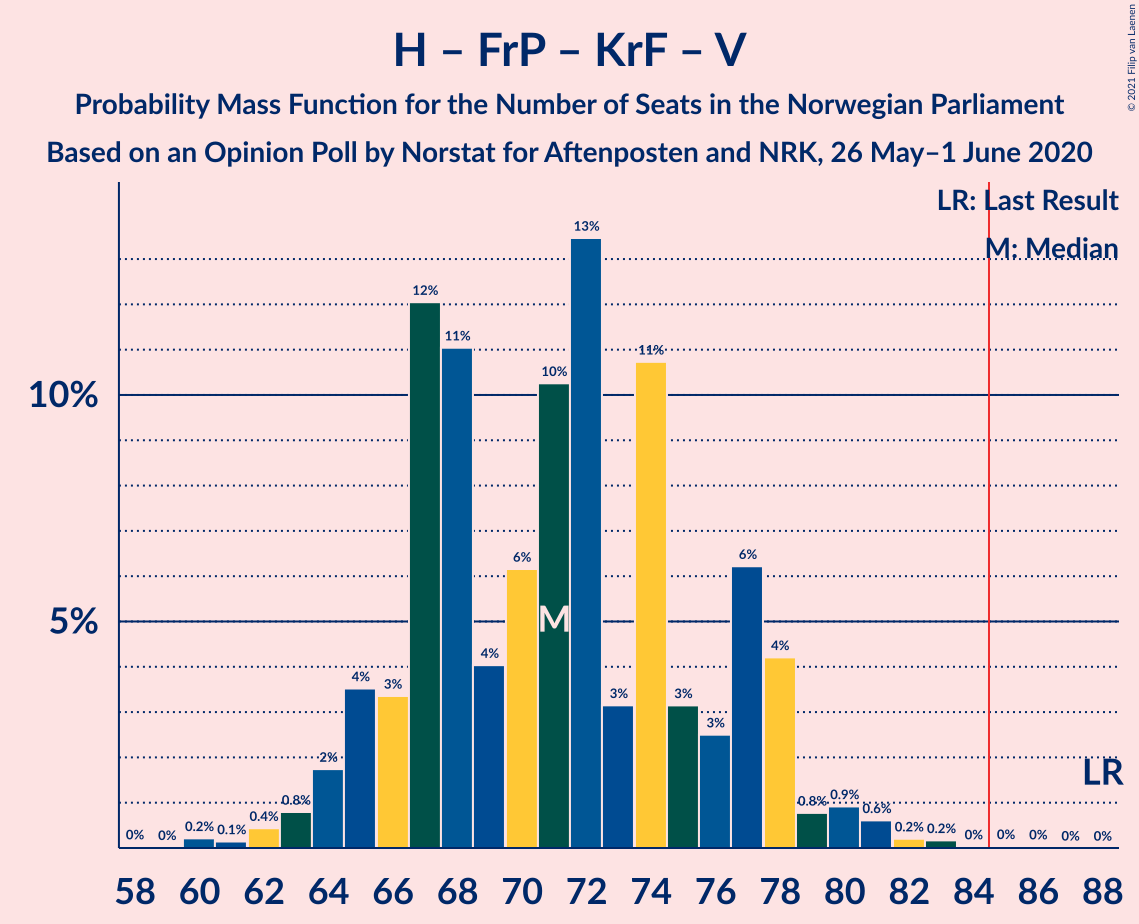 H – FrP – KrF – V
Probability Mass Function for the Number of Seats in the Norwegian Parliament
Based on an Opinion Poll by Norstat for Aftenposten and NRK, 26 May–1 June 2020
© 2021 Filip van Laenen
LR: Last Result
M: Median
10%
5%
0% 0% 0.2% 0.1% 0.4% 0.8% 2% 4% 3% 12% 11% 4% 6% 10% 13% 3% 11% 3% 3% 6% 4% 0.8% 0.9% 0.6% 0.2% 0.2% 0% 0% 0% 0% 0%
M
LR
58 60 62 64 66 68 70 72 74 76 78 80 82 84 86 88